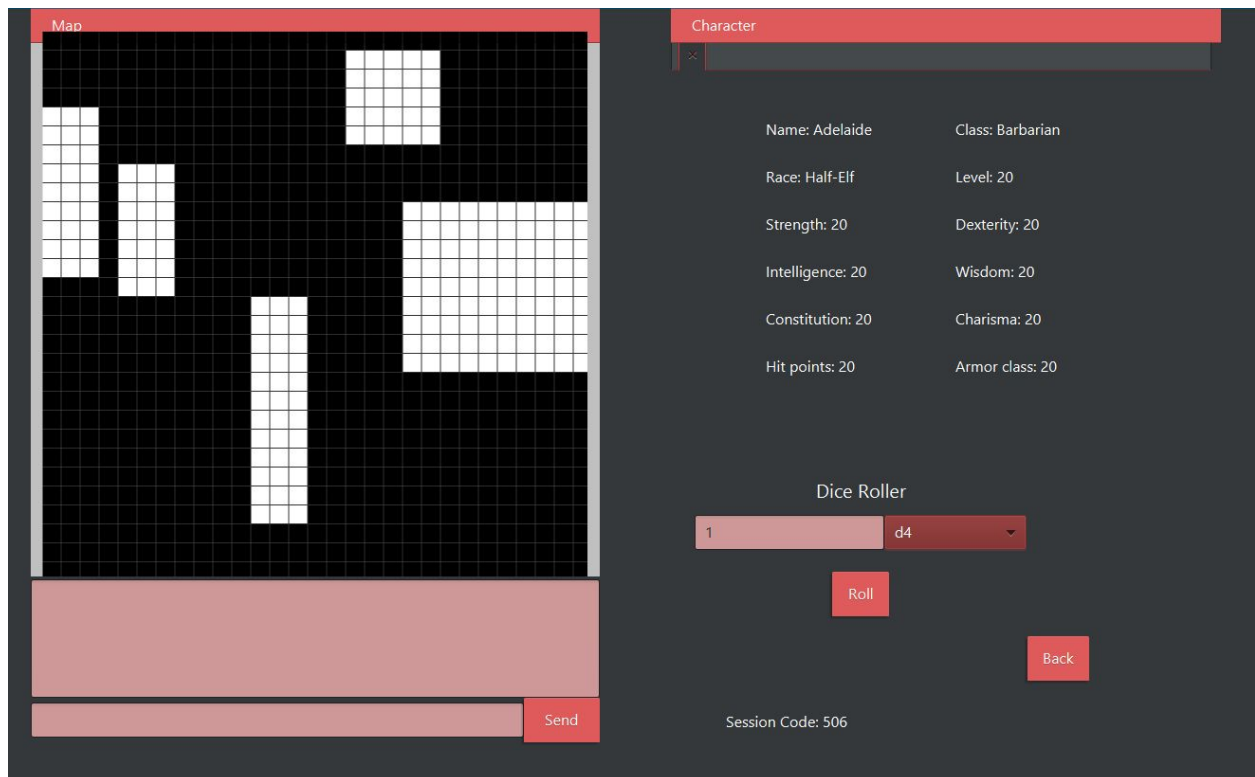 Map
Character
×
Name: Adelaide
Class: Barbarian
Race: Half-Elf
Level: 20
Strength: 20
Dexterity: 20
Intelligence: 20
Wisdom: 20
Constitution: 20
Charisma: 20
Hit points: 20
Armor class: 20
Dice Roller
1
d4
Roll
Back
Send
Session Code: 506